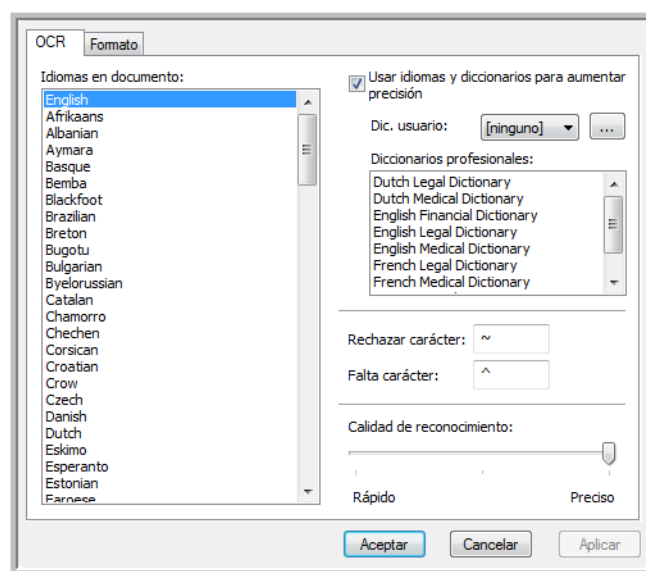 OCR
Formato
Idiomas en documento:
English
Afrikaans
Albanian
Aymara
Basque
Bemba
Blackfoot
Brazilian
Breton
Bugotu
Bulgarian
Byelorussian
Catalan
Chamorro
Chechen
Corsican
Croatian
Crow
Czech
Danish
Dutch
Eskimo
Esperanto
Estonian
Faroese
Usar idiomas y diccionarios para aumentar
precisión
Dic. usuario:
[ninguno]
...
Diccionarios profesionales:
Dutch Legal Dictionary
Dutch Medical Dictionary
English Financial Dictionary
English Legal Dictionary
English Medical Dictionary
French Legal Dictionary
French Medical Dictionary
Rechazar carácter:
~
Falta carácter:
^
Calidad de reconocimiento:
Rápido
Preciso
Aceptar
Cancelar
Aplicar